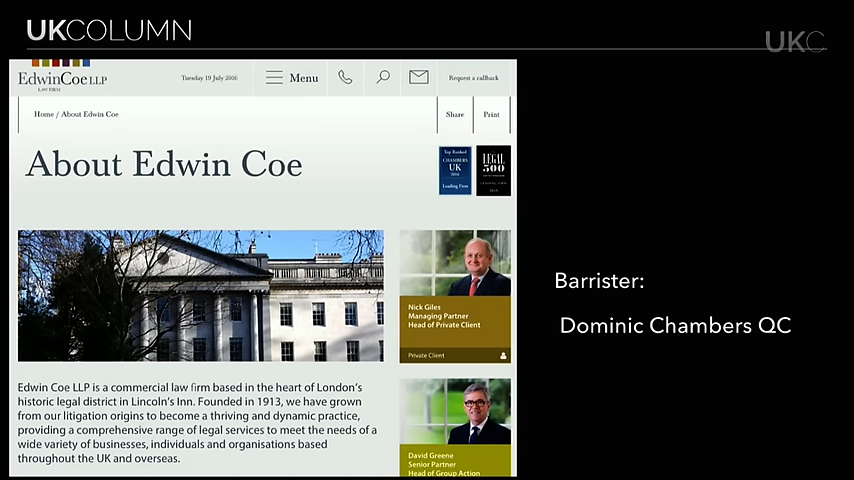 UKCOLUMN
UKC
EdwinCoe LLP
LAW FIRM
Tuesday 19 July 2016
Menu
Request a callback
Home / About Edwin Coe
Share
Print
About Edwin Coe
Top Ranked
CHAMBERS
UK
2016
Leading Firm
THE
LEGAL
500
UNITED KINGDOM
LEADING FIRM
Nick Giles
Managing Partner
Head of Private Client
Private Client
Edwin Coe LLP is a commercial law firm based in the heart of London's
historic legal district in Lincoln's Inn. Founded in 1913, we have grown
from our litigation origins to become a thriving and dynamic practice,
providing a comprehensive range of legal services to meet the needs of a
wide variety of businesses, individuals and organisations based
throughout the UK and overseas.
David Greene
Senior Partner
Head of Group Action
Barrister:
Dominic Chambers QC